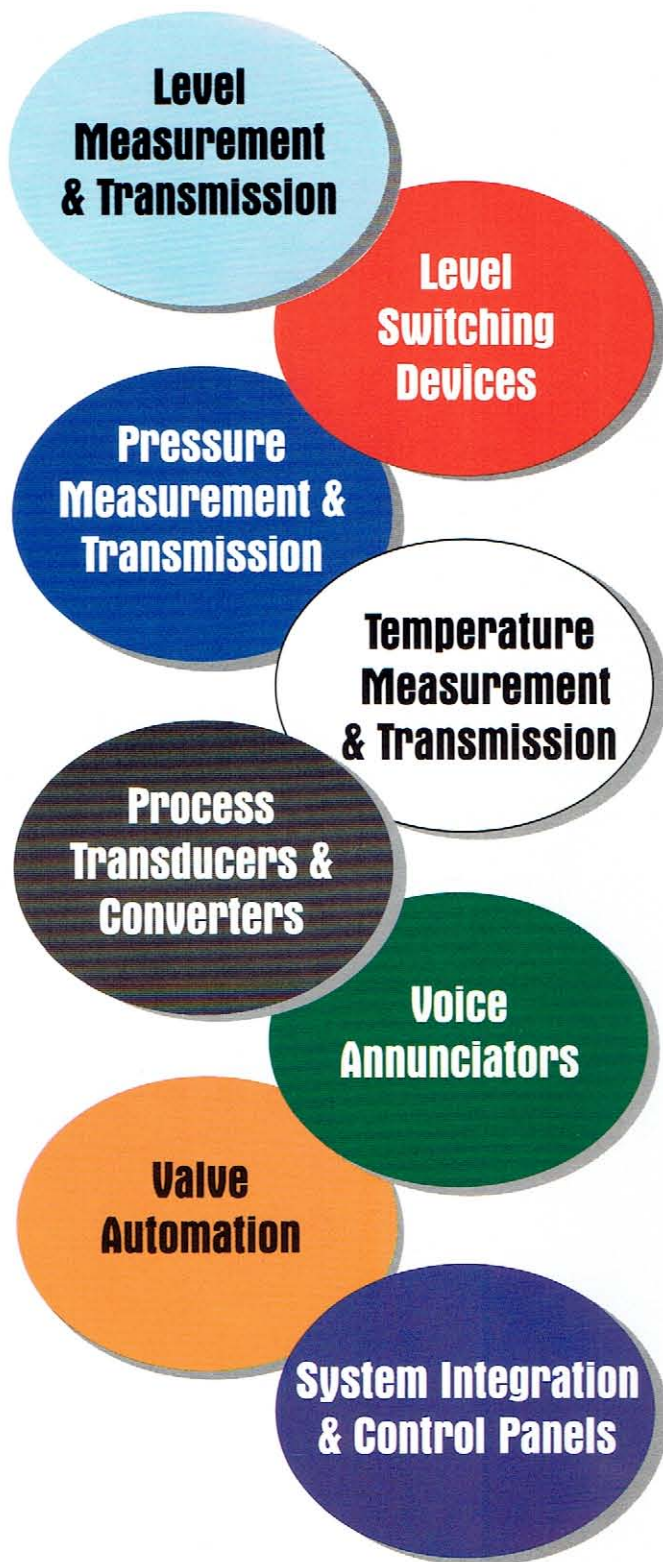 Level
Measurement
& Transmission
Level
Switching
Devices
Pressure
Measurement &
Transmission
Temperature
Measurement
& Transmission
Process
Transducers &
Converters
Voice
Annunciators
Valve
Automation
System Integration
& Control Panels